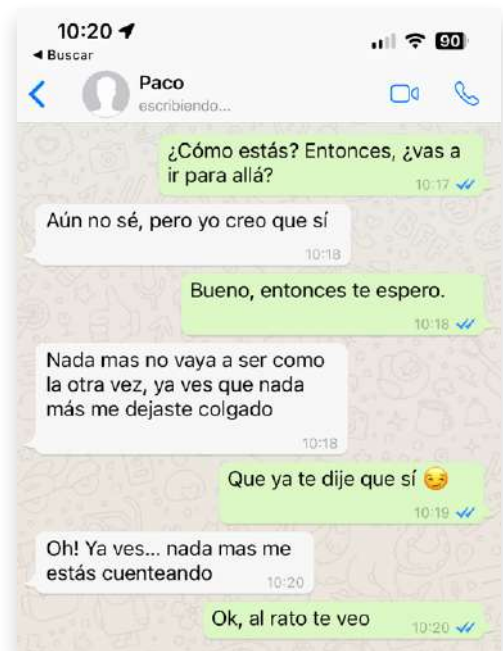 10:20
90
Buscar
Paco
escribiendo...
¿Cómo estás? Entonces, ¿vas a
ir para allá?
10:17
Aún no sé, pero yo creo que sí
10:18
Bueno, entonces te espero.
10:18
Nada mas no vaya a ser como
la otra vez, ya ves que nada
más me dejaste colgado
10:18
Que ya te dije que sí 😏
10:19
Oh! Ya ves... nada mas me
estás cuenteando
10:20
Ok, al rato te veo
10:20